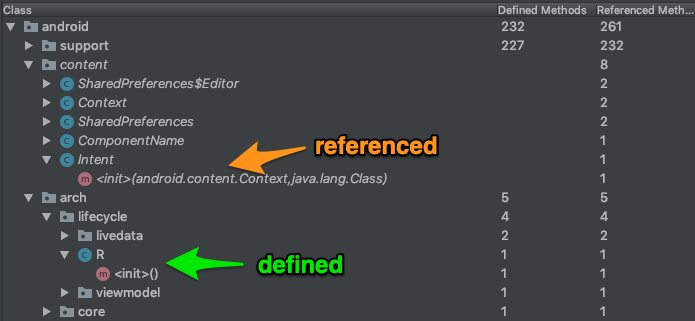 Class Defined Methods Referenced Meth...
android 232 261
support 227 232
content 8
SharedPreferences$Editor 2
Context 2
SharedPreferences 2
ComponentName 1
Intent 1
referenced
<init>(android.content.Context,java.lang.Class) 1
arch 5 5
lifecycle 4 4
livedata 2 2
R 1 1
defined
<init>() 1 1
viewmodel 1 1
core 1 1